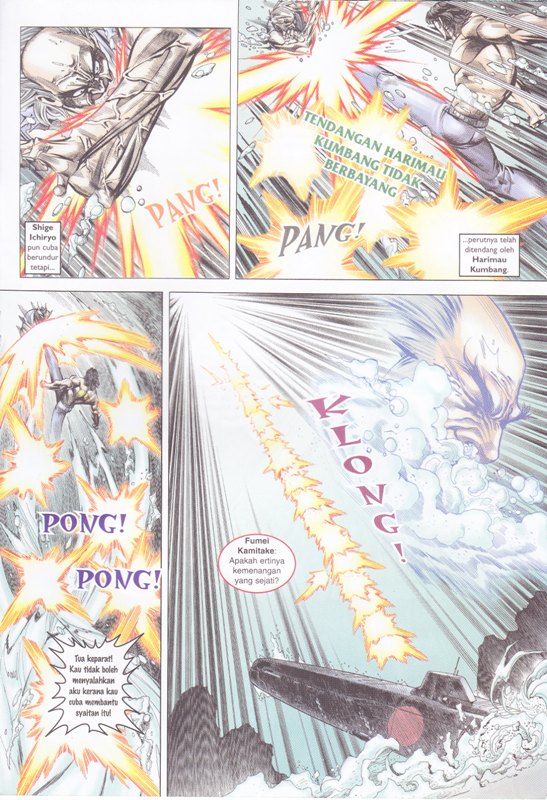 PANG!
Shige
Ichiryo
pun cuba
berundur
tetapi...
TENDANGAN HARIMAU
KUMBANG TIDAK
BERBAYANG
PANG!
...perutnya telah
ditendang oleh
Harimau
Kumbang.
PONG!
PONG!
Tua keparat!
Kau tidak boleh
menyalahkan
aku kerana kau
cuba membantu
syaitan itu!
KLONG!
Fumei
Kamitake:
Apakah ertinya
kemenangan
yang sejati?